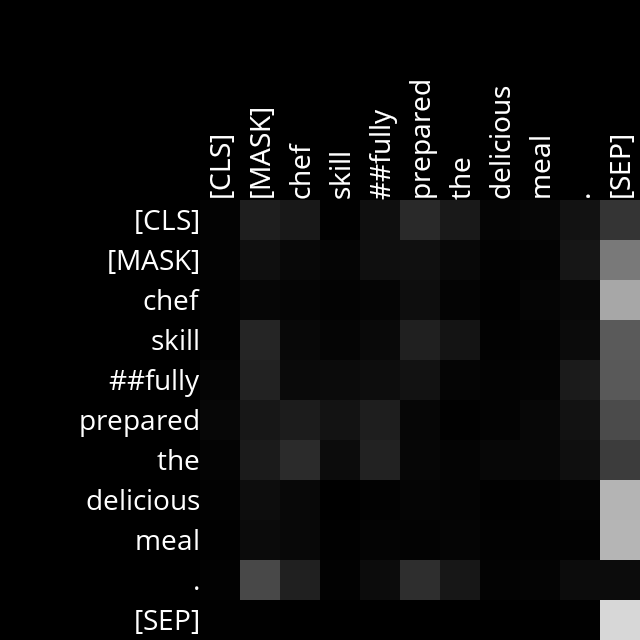 [CLS] [MASK] chef skill ##fully prepared the delicious meal . [SEP]
[CLS]
[MASK]
chef
skill
##fully
prepared
the
delicious
meal
.
[SEP]